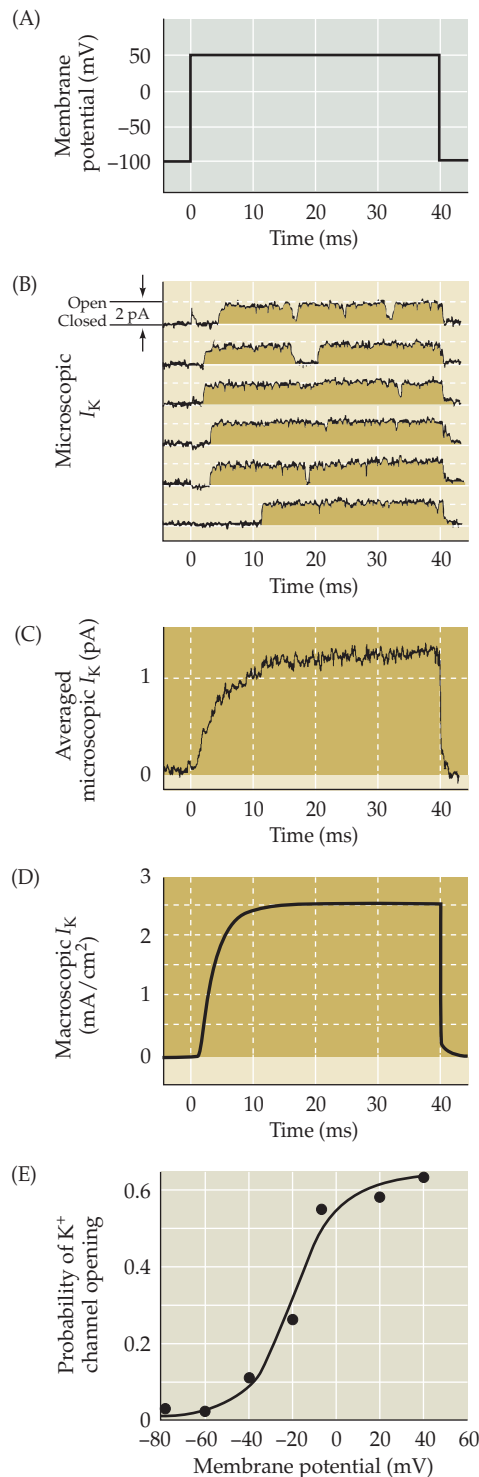 (A)
Membrane
potential (mV)
50
0
−50
−100
0 10 20 30 40
Time (ms)
(B)
Open
Closed
2 pA
Microscopic
I_K
0 10 20 30 40
Time (ms)
(C)
Averaged
microscopic I_K (pA)
1
0
0 10 20 30 40
Time (ms)
(D)
Macroscopic I_K
(mA/cm²)
3
2
1
0
0 10 20 30 40
Time (ms)
(E)
Probability of K⁺
channel opening
0.6
0.4
0.2
0
−80 −60 −40 −20 0 20 40 60
Membrane potential (mV)